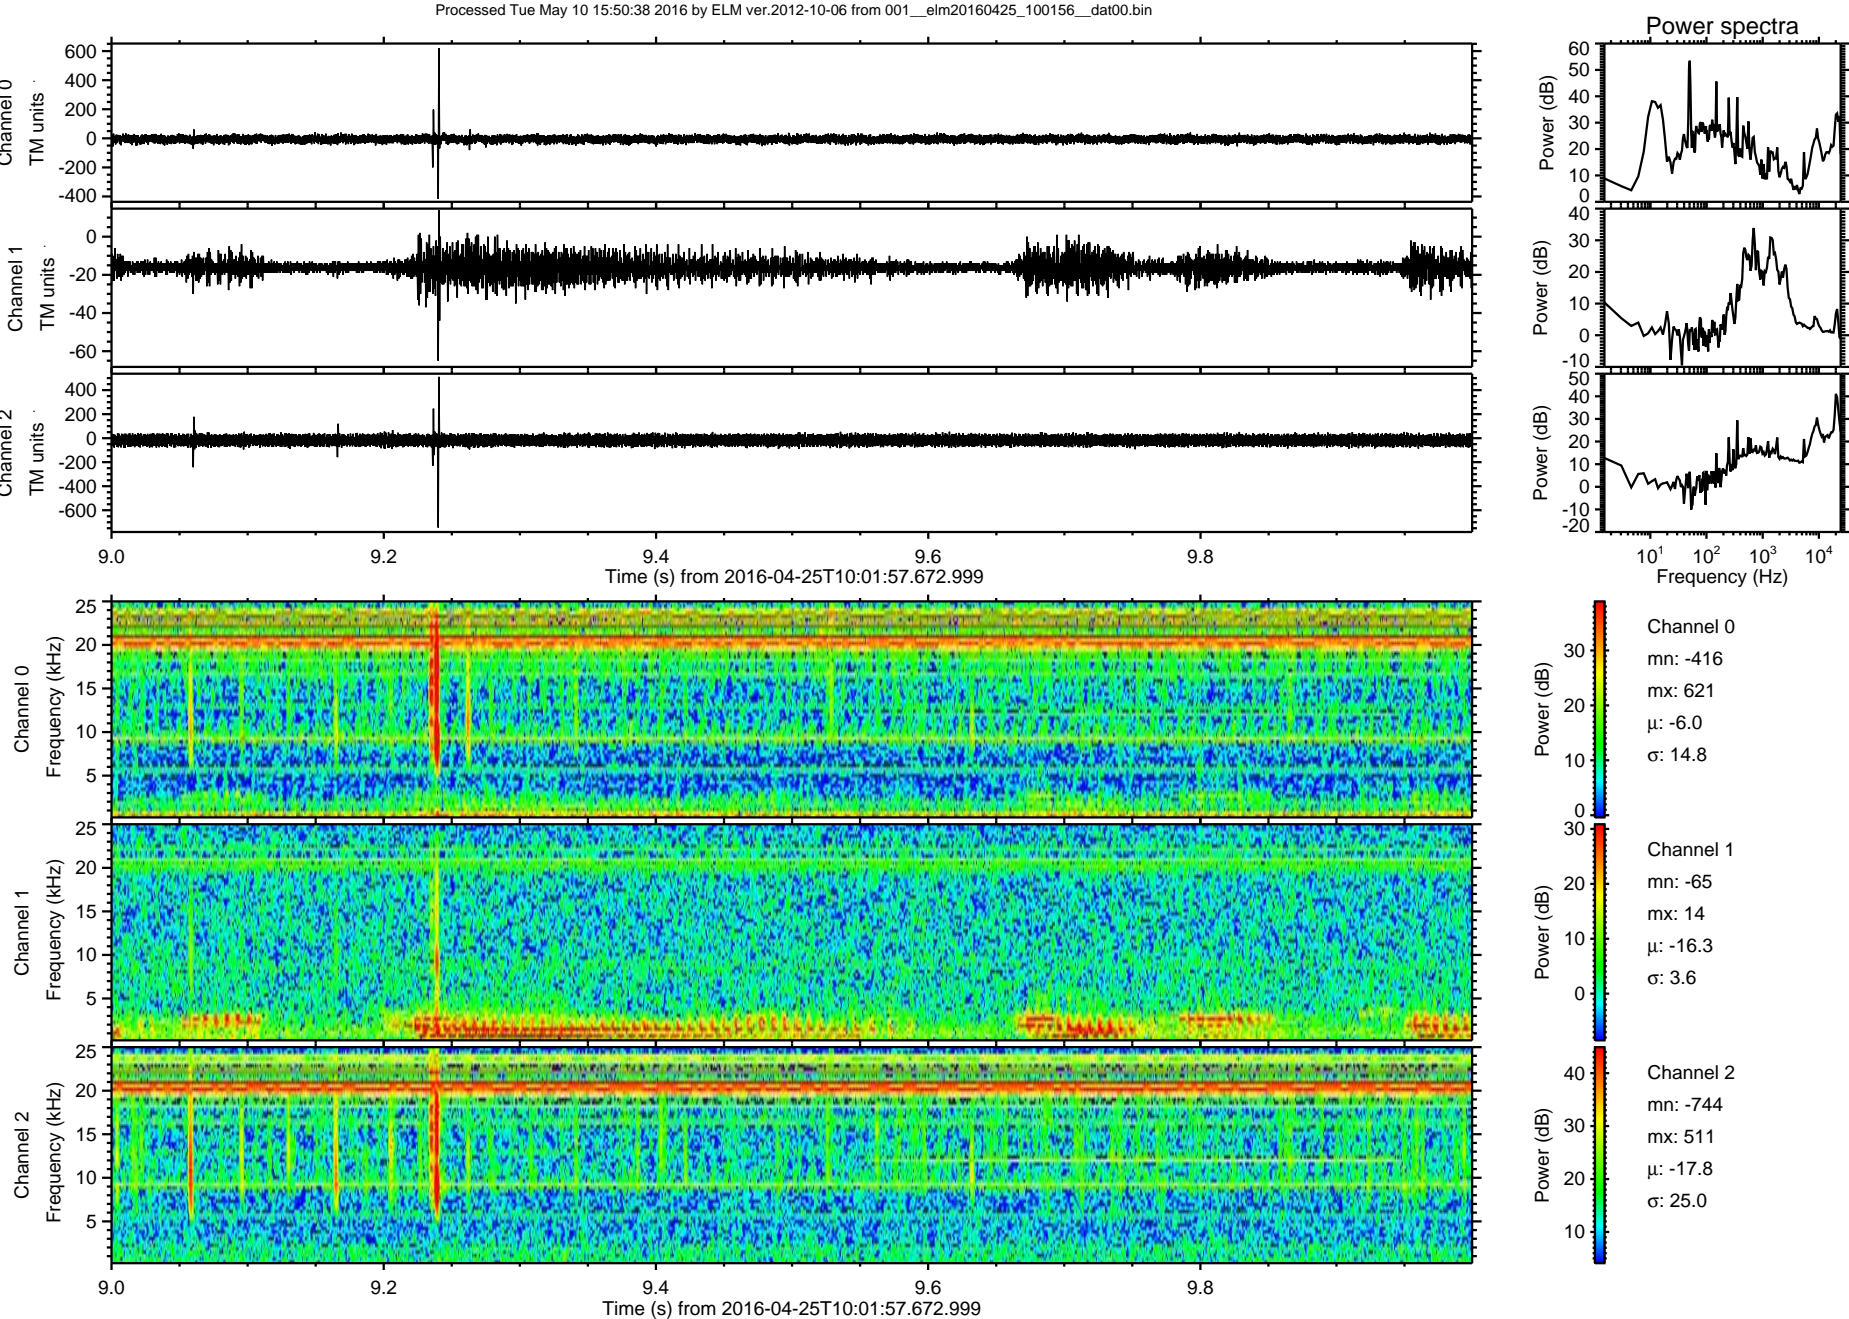 Processed Tue May 10 15:50:38 2016 by ELM ver.2012-10-06 from 001__elm20160425_100156__dat00.bin
Power spectra
Channel 0
TM units
600
400
200
0
-200
-400
Power (dB)
60
50
40
30
20
10
0
Channel 1
TM units
0
-20
-40
-60
Power (dB)
40
30
20
10
0
-10
Channel 2
TM units
400
200
0
-200
-400
-600
Power (dB)
50
40
30
20
10
0
-10
-20
9.0 9.2 9.4 9.6 9.8
Time (s) from 2016-04-25T10:01:57.672.999
10¹ 10² 10³ 10⁴
Frequency (Hz)
Channel 0
Frequency (kHz)
25
20
15
10
5
Power (dB)
30
20
10
0
Channel 0
mn: -416
mx: 621
μ: -6.0
σ: 14.8
Channel 1
Frequency (kHz)
25
20
15
10
5
Power (dB)
30
20
10
0
Channel 1
mn: -65
mx: 14
μ: -16.3
σ: 3.6
Channel 2
Frequency (kHz)
25
20
15
10
5
Power (dB)
40
30
20
10
Channel 2
mn: -744
mx: 511
μ: -17.8
σ: 25.0
9.0 9.2 9.4 9.6 9.8
Time (s) from 2016-04-25T10:01:57.672.999